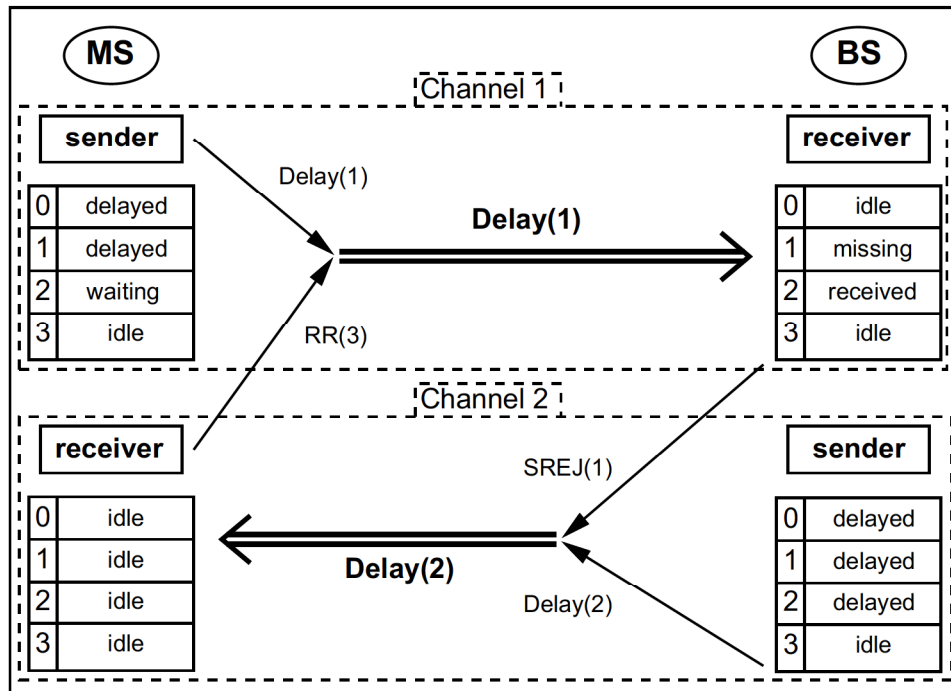 MS
BS
Channel 1
sender
receiver
Delay(1)
Delay(1)
0 delayed
1 delayed
2 waiting
3 idle
0 idle
1 missing
2 received
3 idle
RR(3)
Channel 2
receiver
sender
SREJ(1)
0 idle
1 idle
2 idle
3 idle
Delay(2)
Delay(2)
0 delayed
1 delayed
2 delayed
3 idle